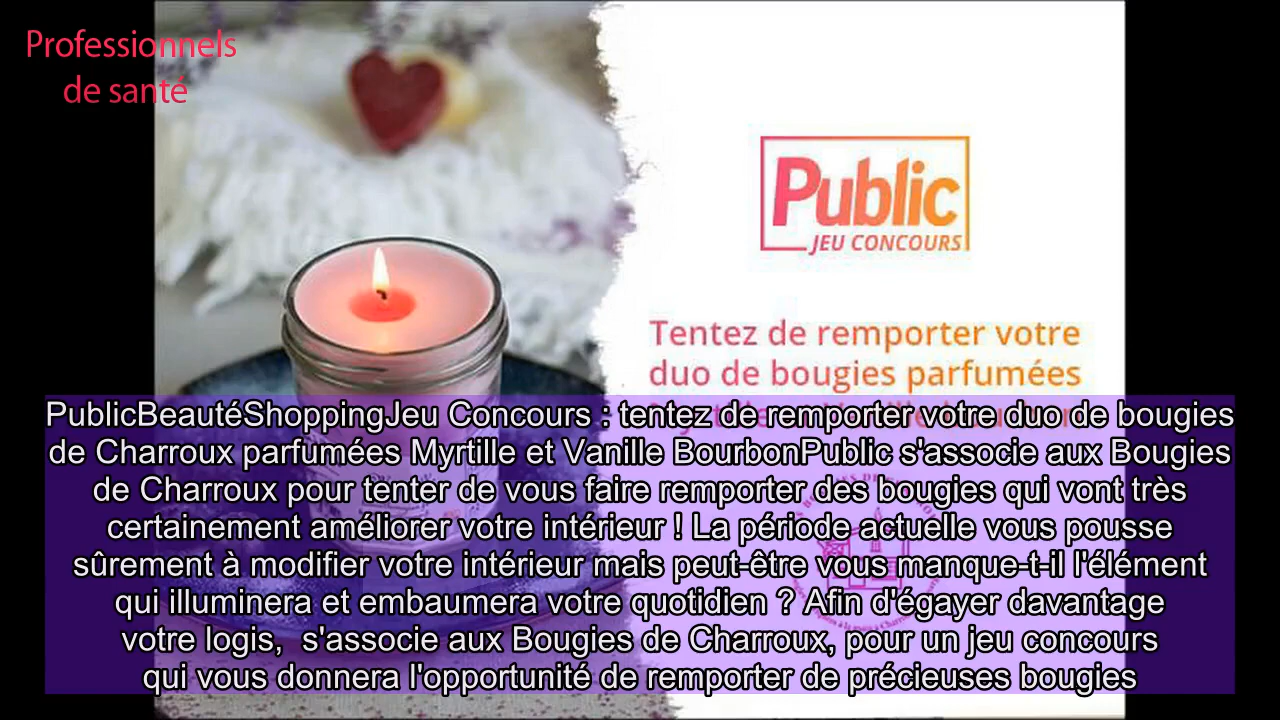 Professionnels
de santé
Public
JEU CONCOURS
Tentez de remporter votre
duo de bougies parfumées
PublicBeautéShoppingJeu Concours : tentez de remporter votre duo de bougies
de Charroux parfumées Myrtille et Vanille BourbonPublic s'associe aux Bougies
de Charroux pour tenter de vous faire remporter des bougies qui vont très
certainement améliorer votre intérieur ! La période actuelle vous pousse
sûrement à modifier votre intérieur mais peut-être vous manque-t-il l'élément
qui illuminera et embaumera votre quotidien ? Afin d'égayer davantage
votre logis,  s'associe aux Bougies de Charroux, pour un jeu concours
qui vous donnera l'opportunité de remporter de précieuses bougies